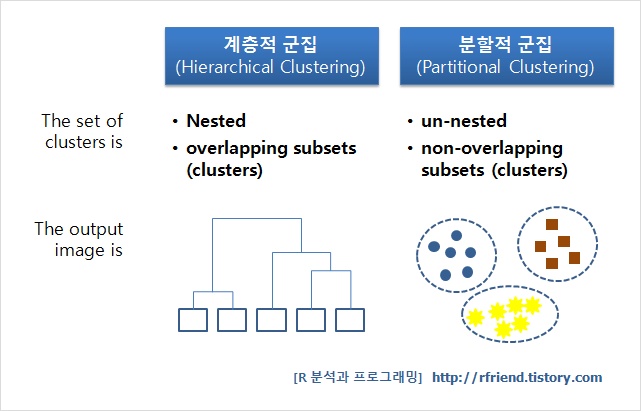 계층적 군집
(Hierarchical Clustering)
분할적 군집
(Partitional Clustering)
The set of
clusters is
• Nested
• overlapping subsets
(clusters)
• un-nested
• non-overlapping
subsets (clusters)
The output
image is
[R 분석과 프로그래밍] http://rfriend.tistory.com